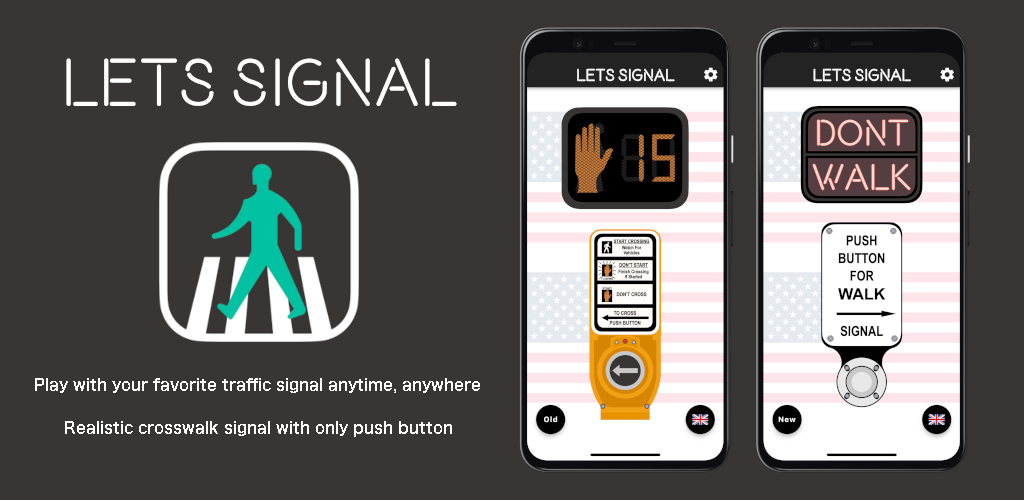 LETS SIGNAL
Play with your favorite traffic signal anytime, anywhere
Realistic crosswalk signal with only push button
LETS SIGNAL
15
START CROSSING
Watch For
Vehicles
DON'T START
Finish Crossing
If Started
DON'T CROSS
TO CROSS
PUSH BUTTON
Old
LETS SIGNAL
DONT
WALK
PUSH
BUTTON
FOR
WALK
SIGNAL
New